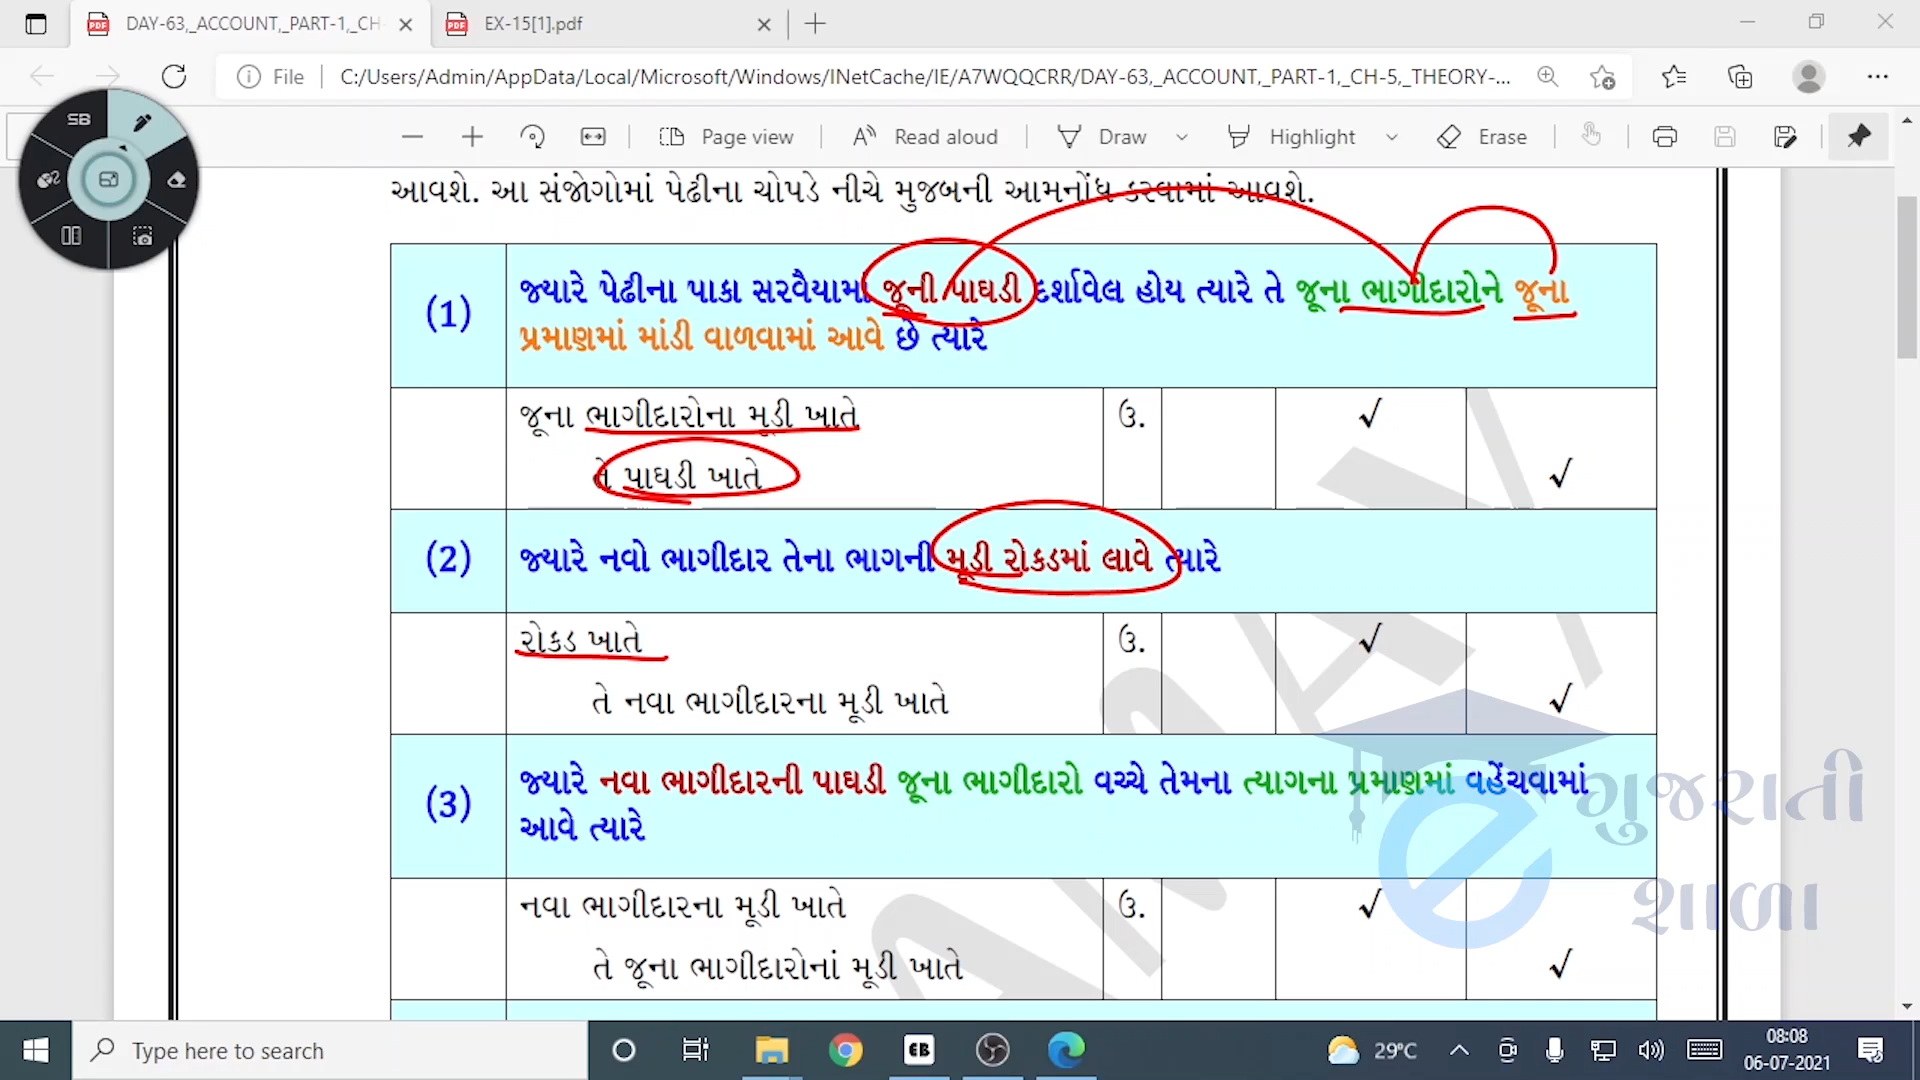 DAY-63,_ACCOUNT,_PART-1,_CH-
EX-15[1].pdf
File
C:/Users/Admin/AppData/Local/Microsoft/Windows/INetCache/IE/A7WQQCRR/DAY-63,_ACCOUNT,_PART-1,_CH-5,_THEORY-...
SB
Page view
Read aloud
Draw
Highlight
Erase
આવશે. આ સંજોગોમાં પેઢીના ચોપડે નીચે મુજબની આમનોંધ કરવામાં આવશે.
(1) જ્યારે પેઢીના પાકા સરવૈયામાં જૂની પાઘડી દર્શાવેલ હોય ત્યારે તે જૂના ભાગીદારોને જૂના
પ્રમાણમાં માંડી વાળવામાં આવે છે ત્યારે
જૂના ભાગીદારોના મૂડી ખાતે ઉ. √
તે પાઘડી ખાતે √
(2) જ્યારે નવો ભાગીદાર તેના ભાગની મૂડી રોકડમાં લાવે ત્યારે
રોકડ ખાતે ઉ. √
તે નવા ભાગીદારના મૂડી ખાતે √
(3) જ્યારે નવા ભાગીદારની પાઘડી જૂના ભાગીદારો વચ્ચે તેમના ત્યાગના પ્રમાણમાં વહેંચવામાં
આવે ત્યારે
નવા ભાગીદારના મૂડી ખાતે ઉ. √
તે જૂના ભાગીદારોનાં મૂડી ખાતે √
ગુજરાતી
e
શાળા
Type here to search
EB
29°C
08:08
06-07-2021